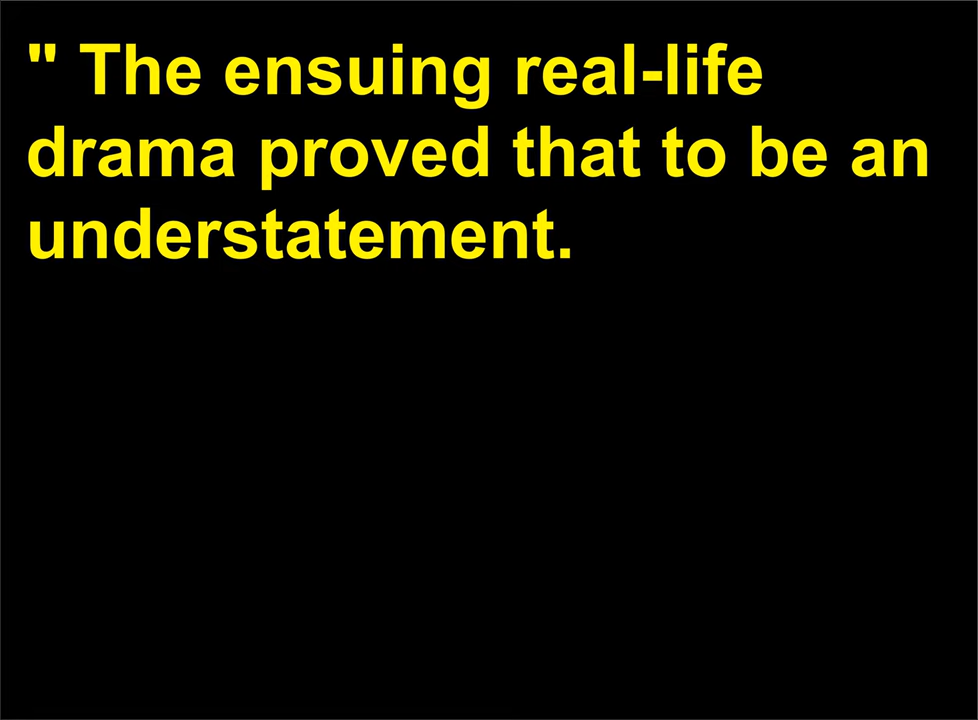 " The ensuing real-life
drama proved that to be an
understatement.